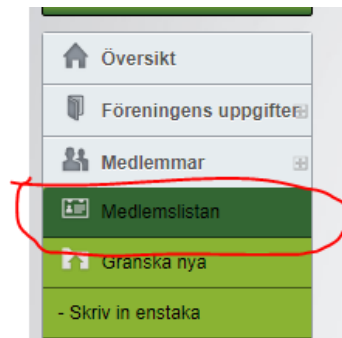 Översikt
Föreningens uppgifter
Medlemmar
Medlemslistan
Granska nya
- Skriv in enstaka